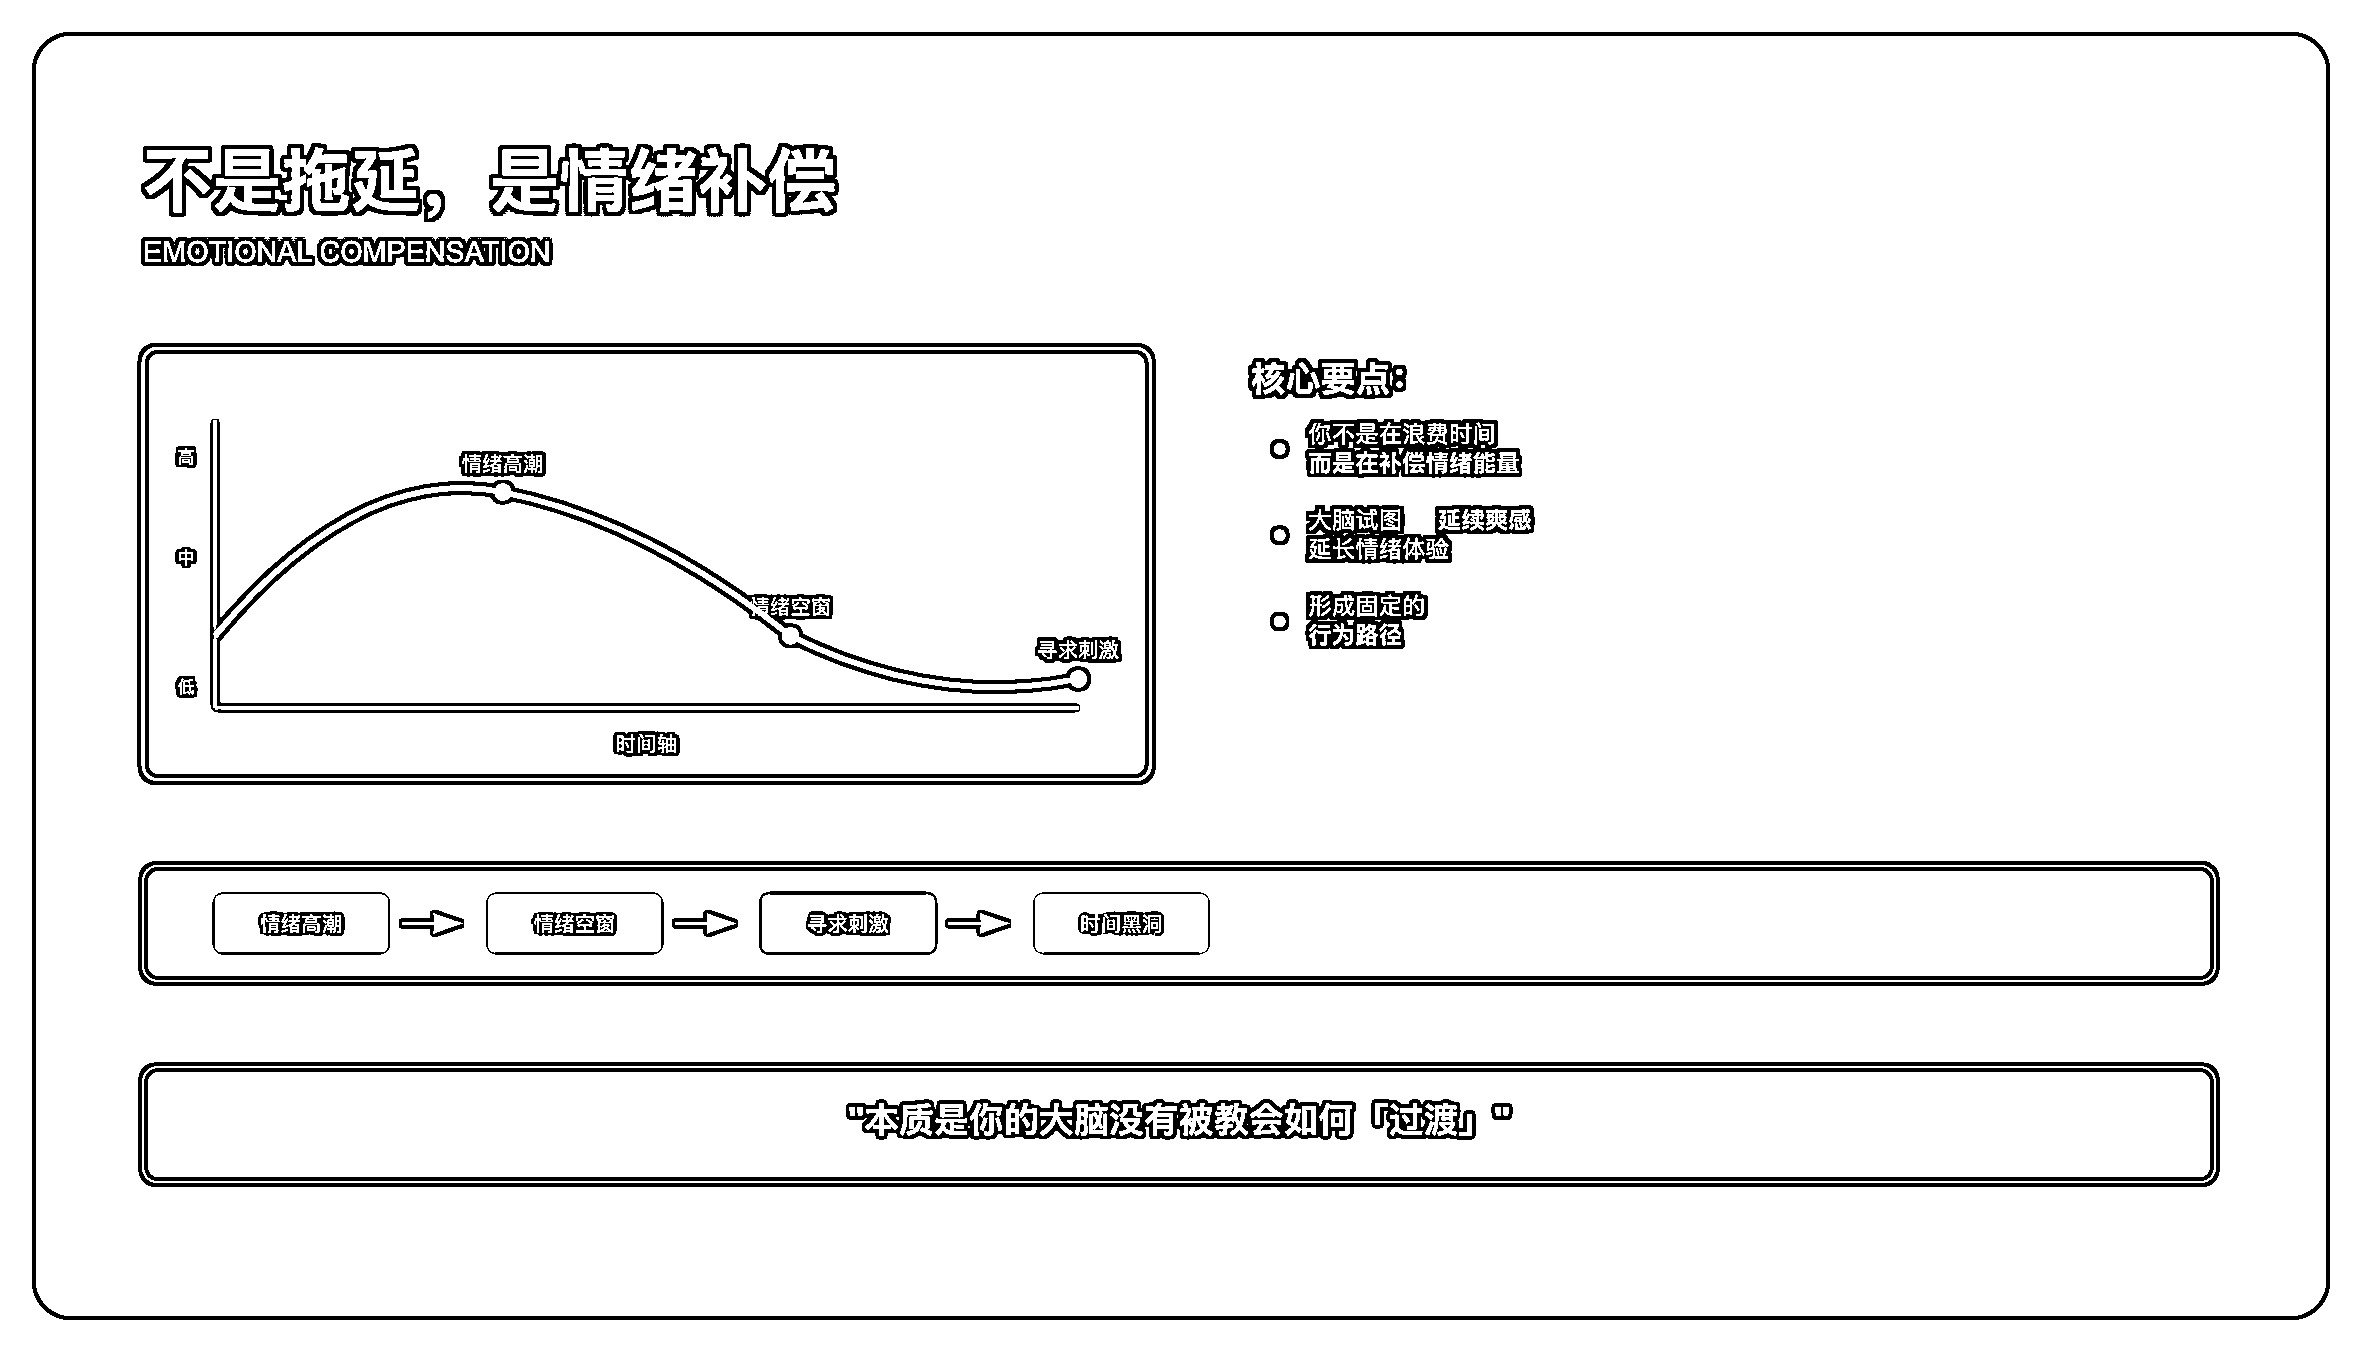 不是拖延，是情绪补偿
EMOTIONAL COMPENSATION
高
中
低
情绪高潮
情绪空窗
寻求刺激
时间轴
核心要点：
你不是在浪费时间
而是在补偿情绪能量
大脑试图 延续爽感
延长情绪体验
形成固定的
行为路径
情绪高潮
情绪空窗
寻求刺激
时间黑洞
"本质是你的大脑没有被教会如何「过渡」"